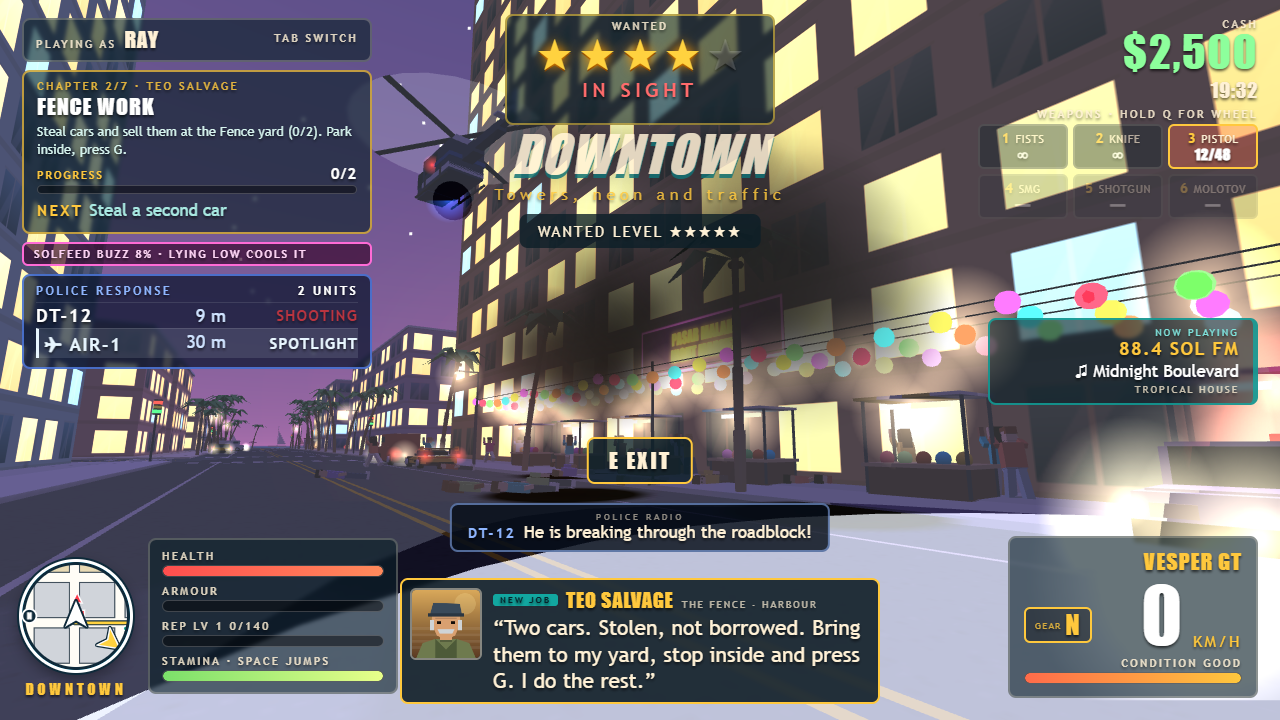 PLAYING AS RAY
TAB SWITCH
CHAPTER 2/7 · TEO SALVAGE
FENCE WORK
Steal cars and sell them at the Fence yard (0/2). Park
inside, press G.
PROGRESS 0/2
NEXT Steal a second car
SOLFEED BUZZ 8% · LYING LOW COOLS IT
POLICE RESPONSE 2 UNITS
DT-12 9 m SHOOTING
AIR-1 30 m SPOTLIGHT
WANTED
IN SIGHT
DOWNTOWN
Towers, neon and traffic
WANTED LEVEL ★★★★★
CASH
$2,500
19:32
WEAPONS · HOLD Q FOR WHEEL
1 FISTS ∞
2 KNIFE ∞
3 PISTOL 12/48
4 SMG —
5 SHOTGUN —
6 MOLOTOV —
NOW PLAYING
88.4 SOL FM
♫ Midnight Boulevard
TROPICAL HOUSE
E EXIT
POLICE RADIO
DT-12 He is breaking through the roadblock!
NEW JOB TEO SALVAGE THE FENCE · HARBOUR
“Two cars. Stolen, not borrowed. Bring
them to my yard, stop inside and press
G. I do the rest.”
DOWNTOWN
HEALTH
ARMOUR
REP LV 1 0/140
STAMINA · SPACE JUMPS
VESPER GT
GEAR N
0 KM/H
CONDITION GOOD